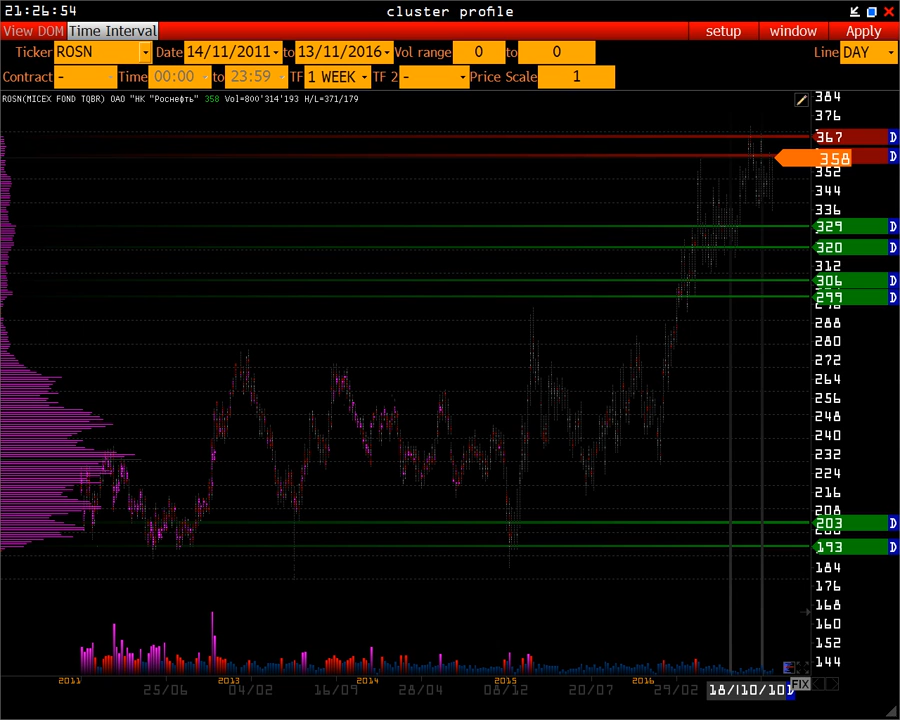 21:26:54 cluster profile
View DOM Time Interval setup window Apply
Ticker ROSN Date 14/11/2011 to 13/11/2016 Vol range 0 to 0 Line DAY
Contract - Time 00:00 to 23:59 TF 1 WEEK TF 2 - Price Scale 1
ROSN(MICEX FOND TQBR) ОАО "НК "Роснефть" 358 Vol=800'314'193 H/L=371/179
384
376
367 D
358 D
352
344
336
329 D
320 D
312
306 D
299 D
288
280
272
264
256
248
240
232
224
216
208
203 D
193 D
184
176
168
160
152
144
2011 2013 2014 2015 2016 FIX
25/06 04/02 16/09 28/04 08/12 20/07 29/02